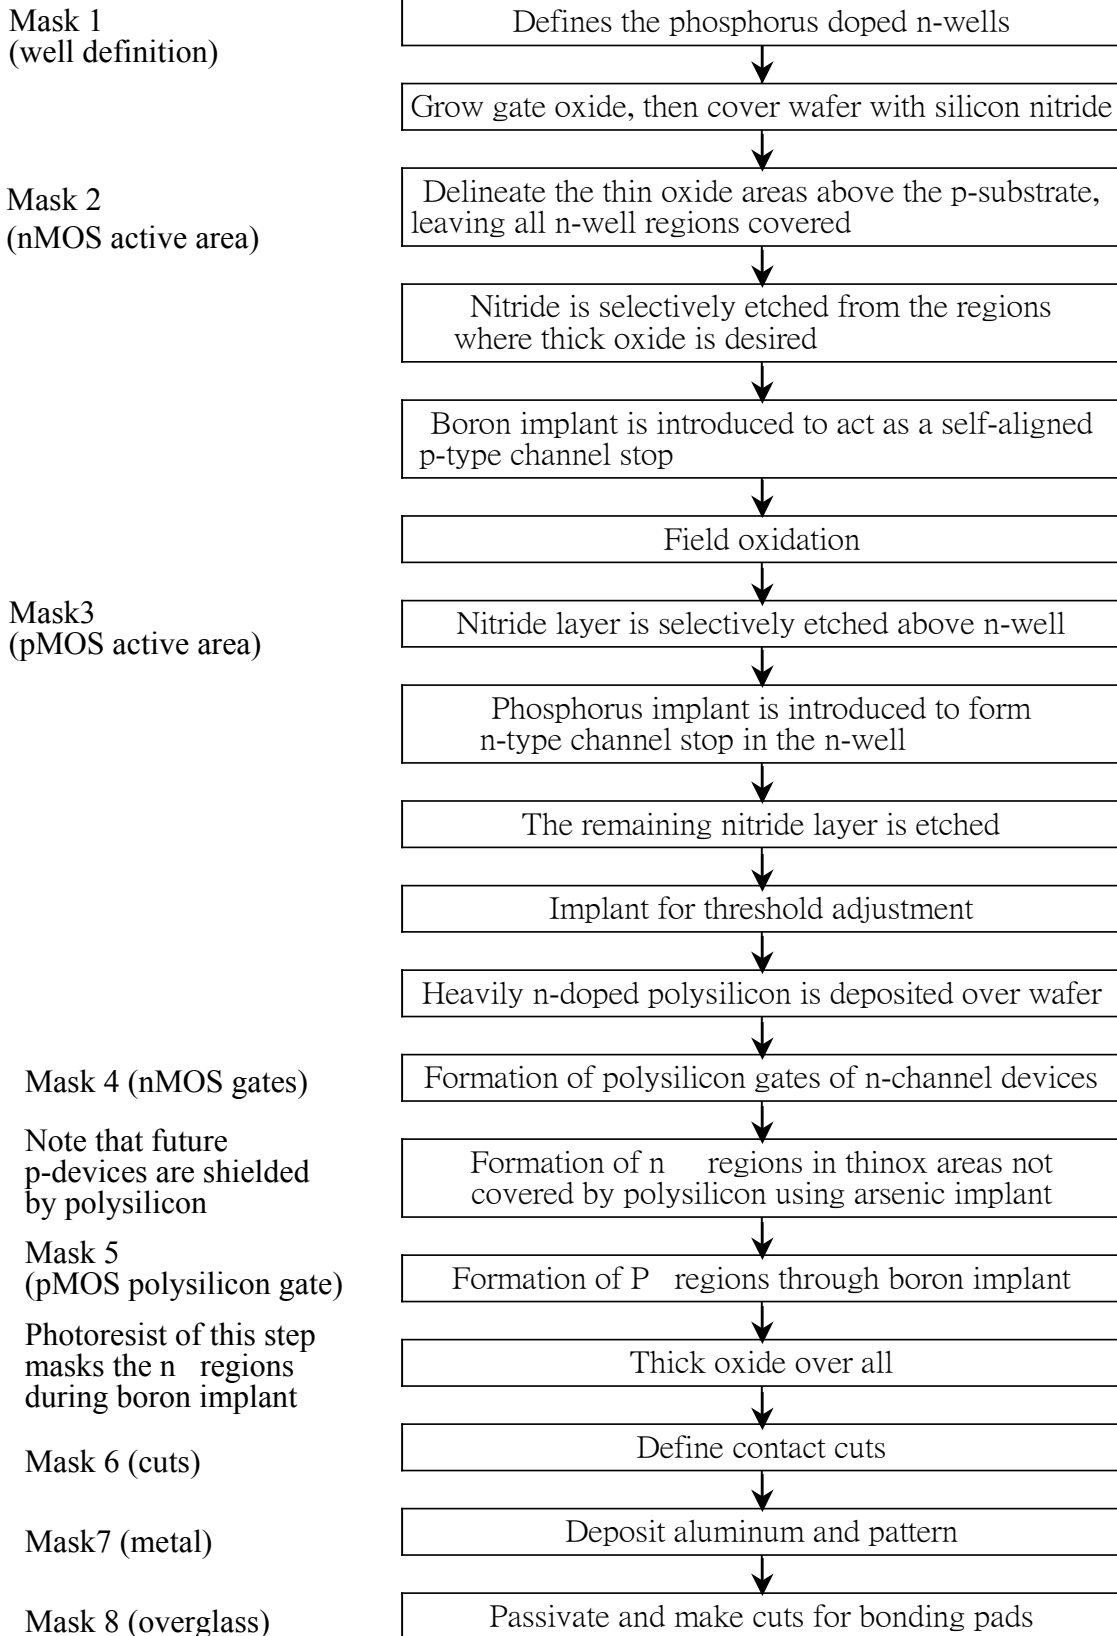 Mask 1
(well definition)
Defines the phosphorus doped n-wells
Grow gate oxide, then cover wafer with silicon nitride
Mask 2
(nMOS active area)
Delineate the thin oxide areas above the p-substrate,
leaving all n-well regions covered
Nitride is selectively etched from the regions
where thick oxide is desired
Boron implant is introduced to act as a self-aligned
p-type channel stop
Field oxidation
Mask3
(pMOS active area)
Nitride layer is selectively etched above n-well
Phosphorus implant is introduced to form
n-type channel stop in the n-well
The remaining nitride layer is etched
Implant for threshold adjustment
Heavily n-doped polysilicon is deposited over wafer
Mask 4 (nMOS gates)
Formation of polysilicon gates of n-channel devices
Note that future
p-devices are shielded
by polysilicon
Formation of n regions in thinox areas not
covered by polysilicon using arsenic implant
Mask 5
(pMOS polysilicon gate)
Formation of P regions through boron implant
Photoresist of this step
masks the n regions
during boron implant
Thick oxide over all
Mask 6 (cuts)
Define contact cuts
Mask7 (metal)
Deposit aluminum and pattern
Mask 8 (overglass)
Passivate and make cuts for bonding pads